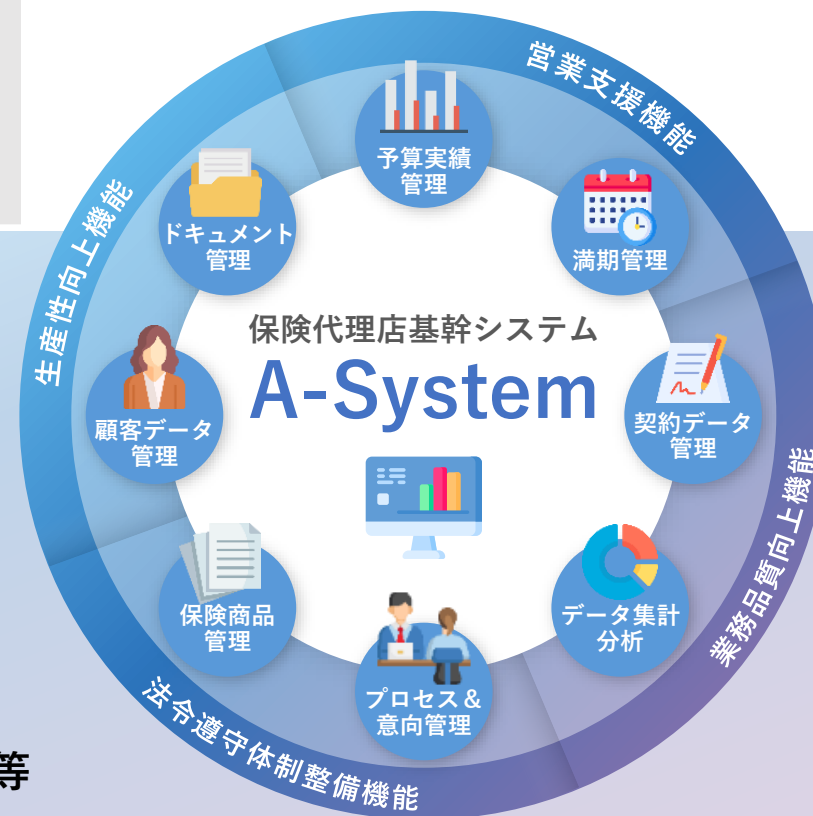 営業支援機能
予算実績
管理
ドキュメント
管理
満期管理
生産性向上機能
保険代理店基幹システム
A-System
顧客データ
管理
契約データ
管理
業務品質向上機能
保険商品
管理
データ集計
分析
プロセス&
意向管理
法令遵守体制整備機能
等